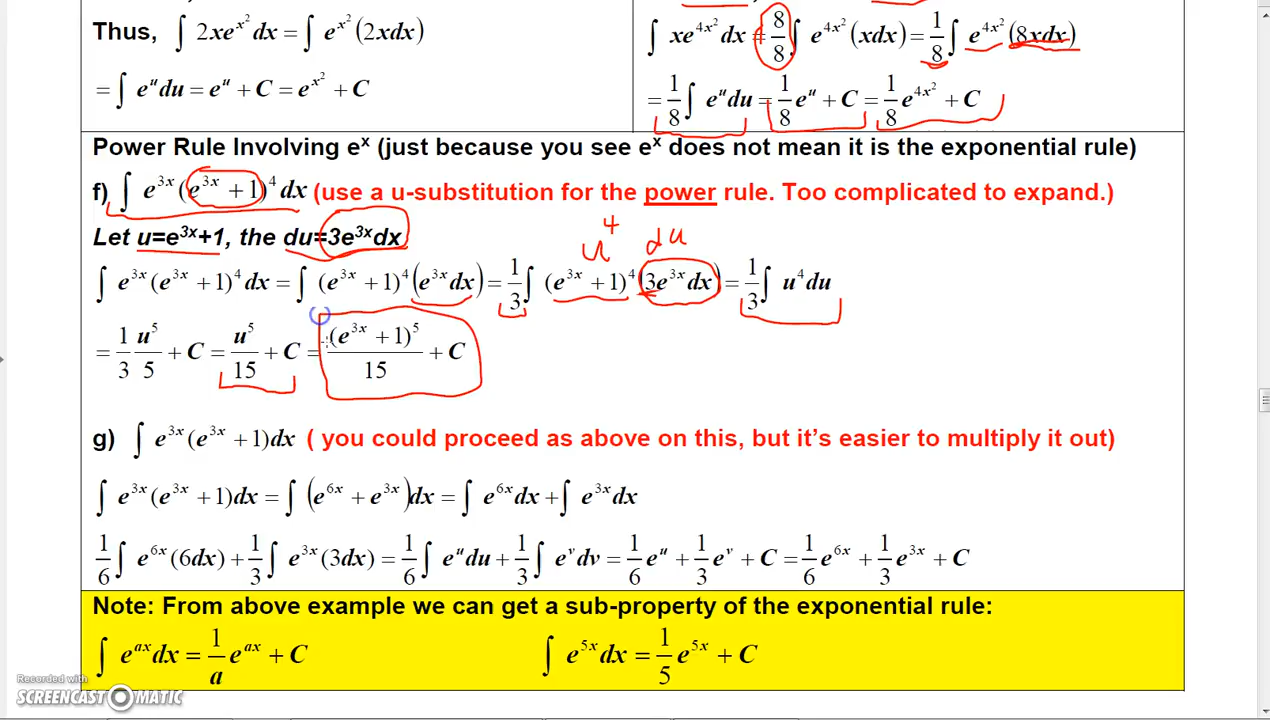 Thus, ∫ 2xe^{x²} dx = ∫ e^{x²} (2xdx)
= ∫ e^u du = e^u + C = e^{x²} + C
∫ xe^{4x²} dx = 8/8 ∫ e^{4x²} (xdx) = 1/8 ∫ e^{4x²} (8xdx)
= 1/8 ∫ e^u du = 1/8 e^u + C = 1/8 e^{4x²} + C
Power Rule Involving e^x (just because you see e^x does not mean it is the exponential rule)
f) ∫ e^{3x} (e^{3x} + 1)^4 dx (use a u-substitution for the power rule. Too complicated to expand.)
Let u=e^{3x}+1, the du=3e^{3x}dx
u^4 du
∫ e^{3x} (e^{3x} + 1)^4 dx = ∫ (e^{3x} + 1)^4 (e^{3x} dx) = 1/3 ∫ (e^{3x} + 1)^4 (3e^{3x} dx) = 1/3 ∫ u^4 du
= 1/3 u^5/5 + C = u^5/15 + C = (e^{3x} + 1)^5/15 + C
g) ∫ e^{3x} (e^{3x} + 1)dx ( you could proceed as above on this, but it's easier to multiply it out)
∫ e^{3x} (e^{3x} + 1)dx = ∫ (e^{6x} + e^{3x})dx = ∫ e^{6x} dx + ∫ e^{3x} dx
1/6 ∫ e^{6x} (6dx) + 1/3 ∫ e^{3x} (3dx) = 1/6 ∫ e^u du + 1/3 ∫ e^v dv = 1/6 e^u + 1/3 e^v + C = 1/6 e^{6x} + 1/3 e^{3x} + C
Note: From above example we can get a sub-property of the exponential rule:
∫ e^{ax} dx = 1/a e^{ax} + C ∫ e^{5x} dx = 1/5 e^{5x} + C
Recorded with
SCREENCAST MATIC